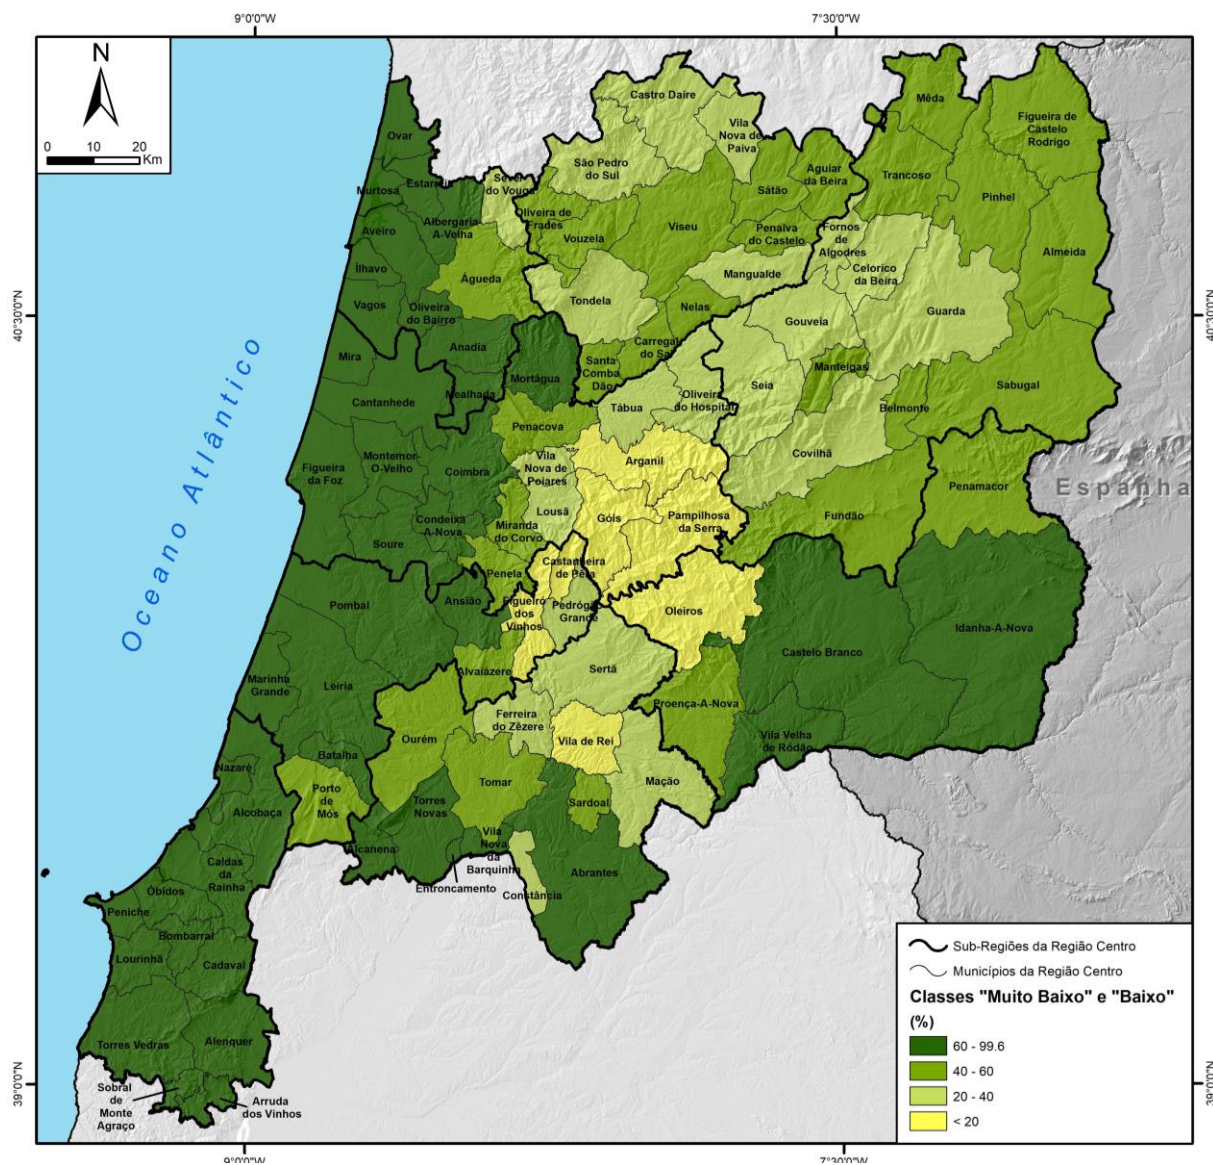 9°0'0"W
7°30'0"W
N
0 10 20
Km
40°30'0"N
40°30'0"N
39°0'0"N
39°0'0"N
9°0'0"W
7°30'0"W
Oceano Atlântico
Espanha
Castro Daire
Vila
Nova de
Paiva
Mêda
Figueira de
Castelo
Rodrigo
Ovar
São Pedro
do Sul
Aguiar
da Beira
Trancoso
Pinhel
Murtosa
Sever
do Vouga
Sátão
Oliveira de
Frades
Albergaria-
A-Velha
Viseu
Penalva
do Castelo
Fornos
de
Algodres
Aveiro
Vouzela
Almeida
Ílhavo
Águeda
Mangualde
Celorico
da Beira
Vagos
Oliveira
do Bairro
Tondela
Nelas
Gouveia
Guarda
Anadia
Carregal
do Sal
Mira
Santa
Comba
Dão
Mortágua
Manteigas
Seia
Sabugal
Mealhada
Cantanhede
Tábua
Oliveira
do Hospital
Belmonte
Penacova
Covilhã
Vila
Nova de
Poiares
Arganil
Montemor-
O-Velho
Figueira
da Foz
Coimbra
Penamacor
Lousã
Góis
Pampilhosa
da Serra
Fundão
Condeixa
A-Nova
Miranda
do Corvo
Soure
Castanheira
de Pêra
Penela
Ansião
Pombal
Figueiró
dos
Vinhos
Pedrógão
Grande
Oleiros
Idanha-A-Nova
Castelo Branco
Marinha
Grande
Leiria
Alvaiázere
Sertã
Proença-A-Nova
Ferreira
do Zêzere
Ourém
Vila de Rei
Vila Velha
de Ródão
Batalha
Nazaré
Tomar
Mação
Porto
de
Mós
Alcobaça
Torres
Novas
Sardoal
Vila
Nova
da
Barquinha
Alcanena
Caldas
da
Rainha
Abrantes
Entroncamento
Constância
Óbidos
Peniche
Bombarral
Lourinhã
Cadaval
Torres Vedras
Alenquer
Sobral
de
Monte
Agraço
Arruda
dos Vinhos
Sub-Regiões da Região Centro
Municípios da Região Centro
Classes "Muito Baixo" e "Baixo"
(%)
60 - 99.6
40 - 60
20 - 40
< 20